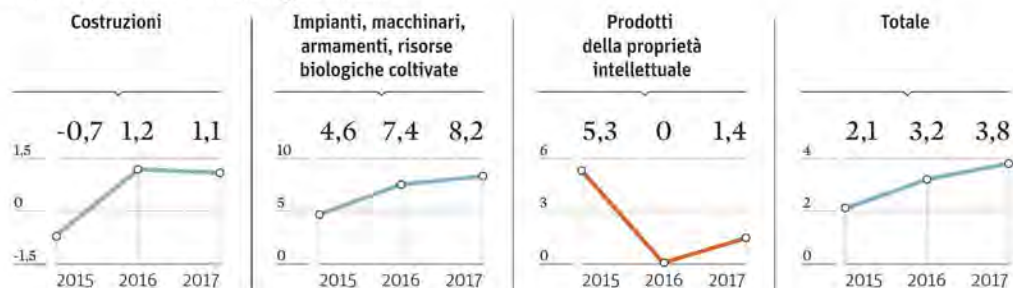 Costruzioni
-0,7 1,2 1,1
1,5
0
-1,5
2015 2016 2017
Impianti, macchinari,
armamenti, risorse
biologiche coltivate
4,6 7,4 8,2
10
5
0
2015 2016 2017
Prodotti
della proprietà
intellettuale
5,3 0 1,4
6
3
0
2015 2016 2017
Totale
2,1 3,2 3,8
4
2
0
2015 2016 2017